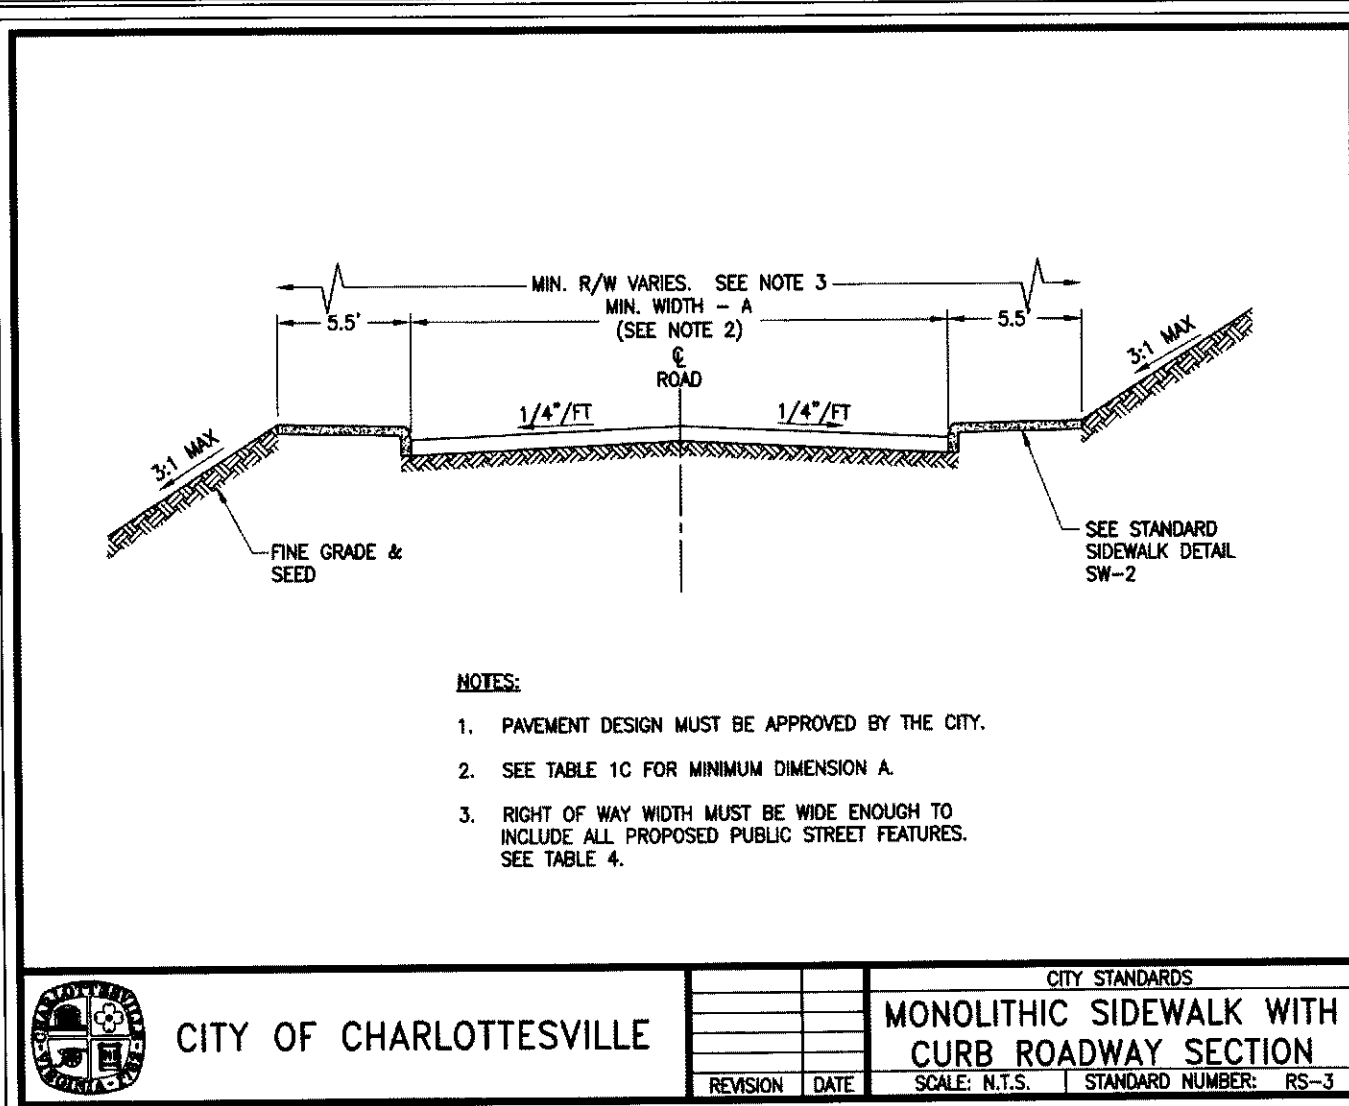 MIN. R/W VARIES. SEE NOTE 3
5.5'
MIN. WIDTH – A
5.5'
(SEE NOTE 2)
℄
ROAD
1/4"/FT
1/4"/FT
3:1 MAX
3:1 MAX
FINE GRADE &
SEED
SEE STANDARD
SIDEWALK DETAIL
SW-2
NOTES:
1. PAVEMENT DESIGN MUST BE APPROVED BY THE CITY.
2. SEE TABLE 1C FOR MINIMUM DIMENSION A.
3. RIGHT OF WAY WIDTH MUST BE WIDE ENOUGH TO
INCLUDE ALL PROPOSED PUBLIC STREET FEATURES.
SEE TABLE 4.
CHARLOTTESVILLE
VIRGINIA-1762
CITY OF CHARLOTTESVILLE
REVISION DATE
CITY STANDARDS
MONOLITHIC SIDEWALK WITH
CURB ROADWAY SECTION
SCALE: N.T.S. STANDARD NUMBER: RS-3